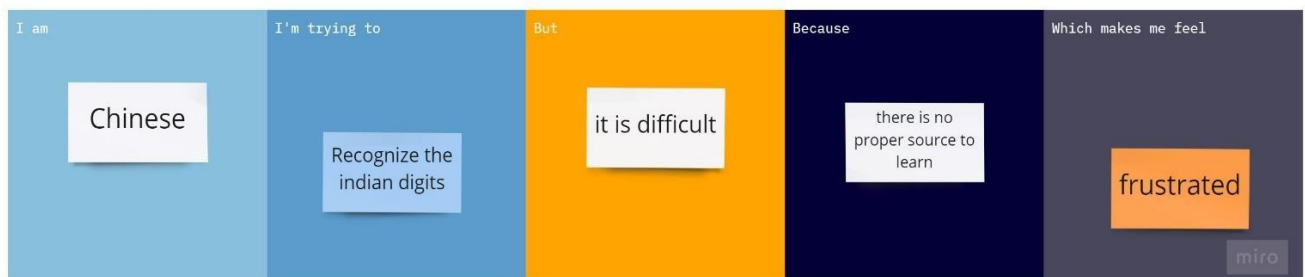 I am
Chinese
I'm trying to
Recognize the
indian digits
But
it is difficult
Because
there is no
proper source to
learn
Which makes me feel
frustrated
miro